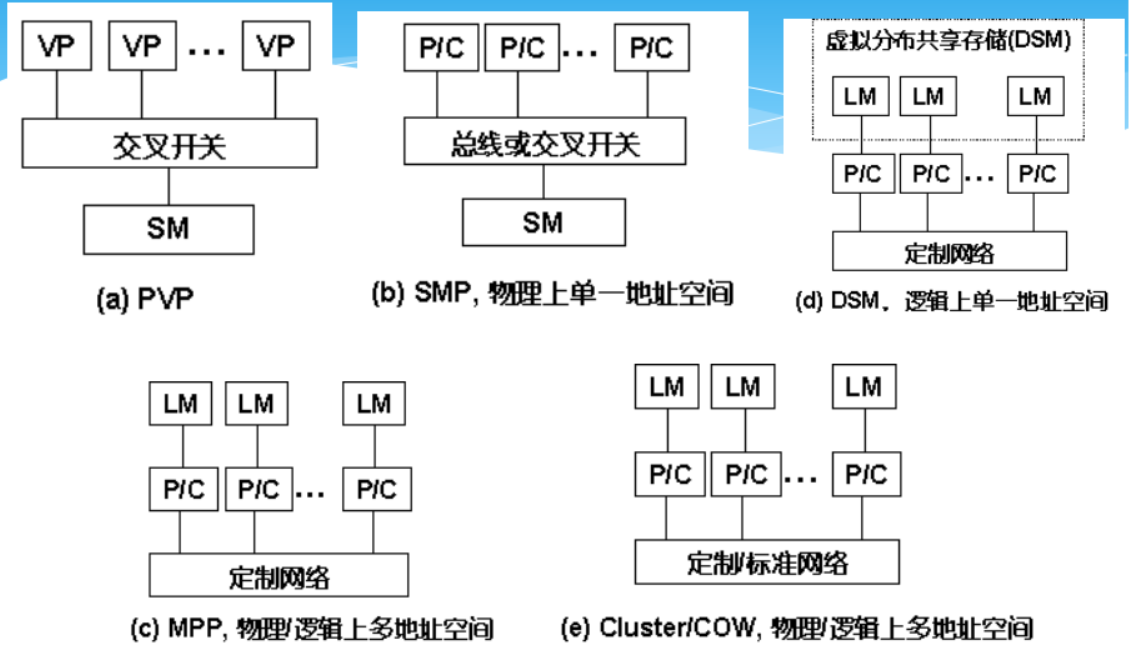 VP VP ... VP
交叉开关
SM
(a) PVP
P/C P/C ... P/C
总线或交叉开关
SM
(b) SMP, 物理上单一地址空间
虚拟分布共享存储(DSM)
LM LM LM
P/C P/C ... P/C
定制网络
(d) DSM, 逻辑上单一地址空间
LM LM LM
P/C P/C ... P/C
定制网络
(c) MPP, 物理/逻辑上多地址空间
LM LM LM
P/C P/C ... P/C
定制/标准网络
(e) Cluster/COW, 物理/逻辑上多地址空间